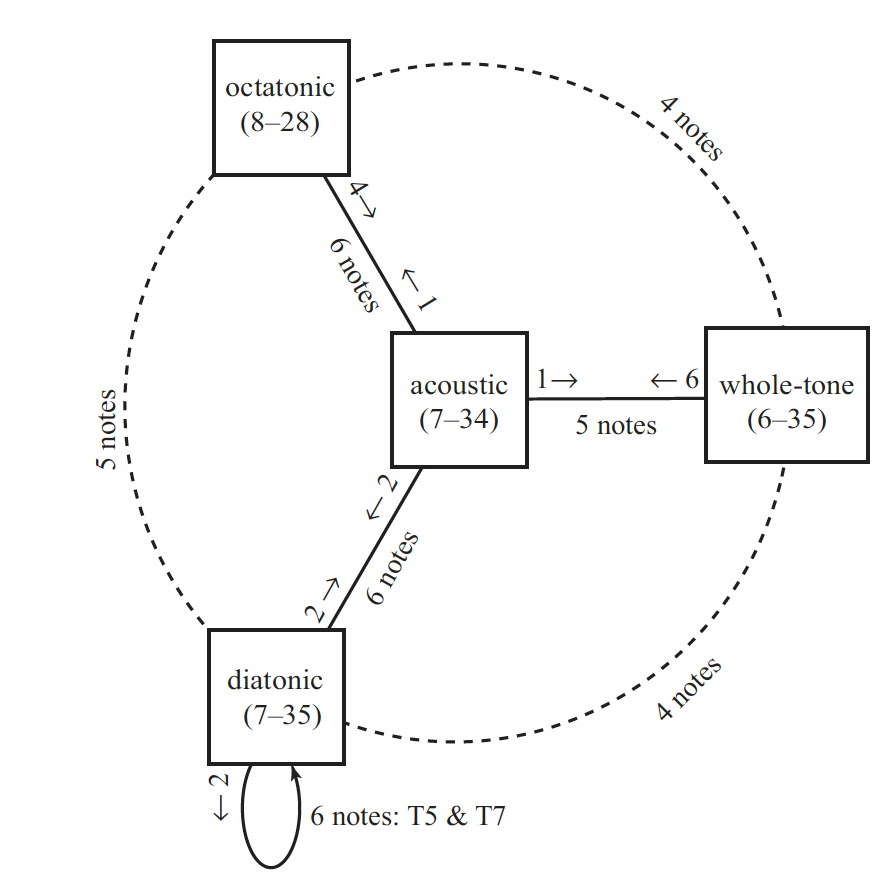 octatonic
(8–28)
4 notes
4→
6 notes
←1
5 notes
acoustic
(7–34)
1→
←6
5 notes
whole-tone
(6–35)
←2
2→
6 notes
diatonic
(7–35)
4 notes
←2
6 notes: T5 & T7